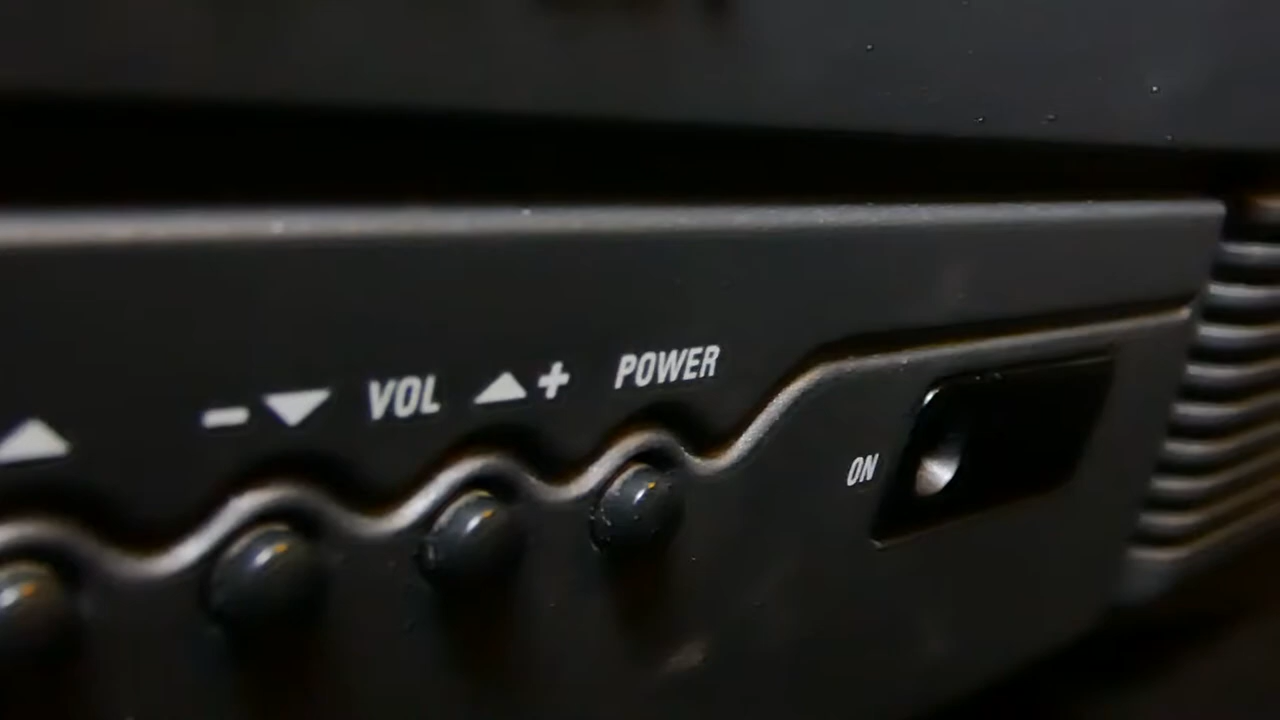 ▲ − ▼ VOL ▲ + POWER
ON